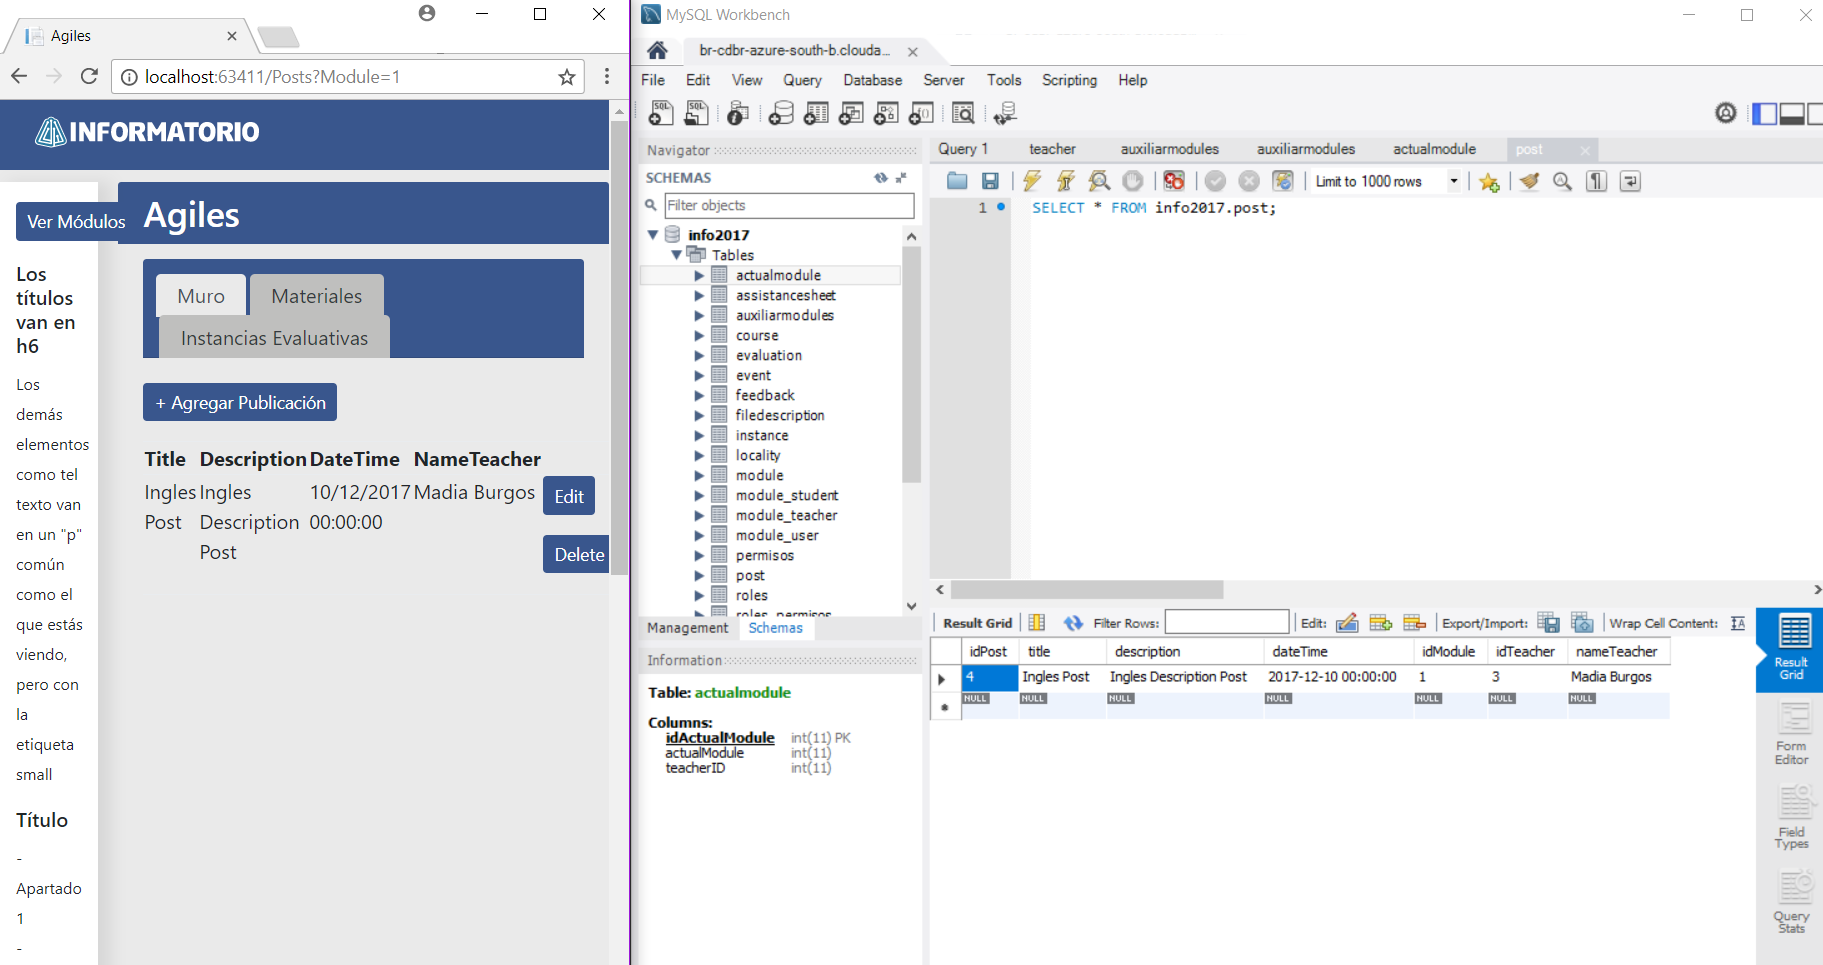 Agiles
localhost:63411/Posts?Module=1
INFORMATORIO
Ver Módulos
Agiles
Los
títulos
van en
h6
Los
demás
elementos
como tel
texto van
en un "p"
común
como el
que estás
viendo,
pero con
la
etiqueta
small
Título
-
Apartado
1
-
Muro
Materiales
Instancias Evaluativas
+ Agregar Publicación
Title Description DateTime NameTeacher
Ingles Ingles 10/12/2017 Madia Burgos Edit
Post Description 00:00:00
Post Delete
MySQL Workbench
br-cdbr-azure-south-b.clouda...
File Edit View Query Database Server Tools Scripting Help
Navigator
SCHEMAS
Filter objects
info2017
Tables
actualmodule
assistancesheet
auxiliarmodules
course
evaluation
event
feedback
filedescription
instance
locality
module
module_student
module_teacher
module_user
permisos
post
roles
roles_permisos
Management Schemas
Information
Table: actualmodule
Columns:
idActualModule int(11) PK
actualModule int(11)
teacherID int(11)
Query 1 teacher auxiliarmodules auxiliarmodules actualmodule post
Limit to 1000 rows
1 SELECT * FROM info2017.post;
Result Grid Filter Rows: Edit: Export/Import: Wrap Cell Content:
idPost title description dateTime idModule idTeacher nameTeacher
4 Ingles Post Ingles Description Post 2017-12-10 00:00:00 1 3 Madia Burgos
NULL NULL NULL NULL NULL NULL NULL
Result
Grid
Form
Editor
Field
Types
Query
Stats